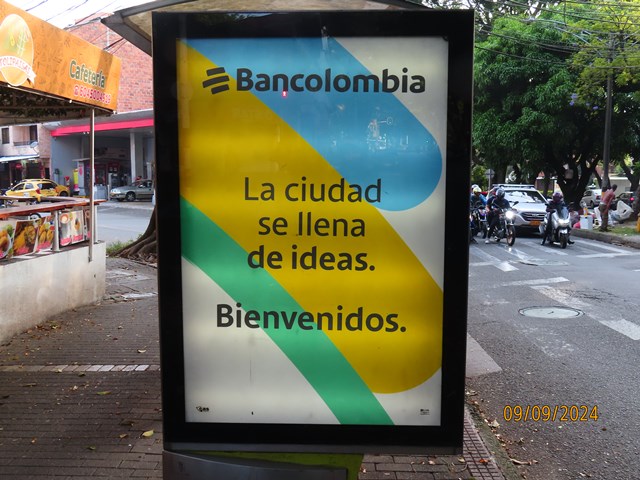 Bancolombia
La ciudad
se llena
de ideas.
Bienvenidos.
Cafetería
09/09/2024